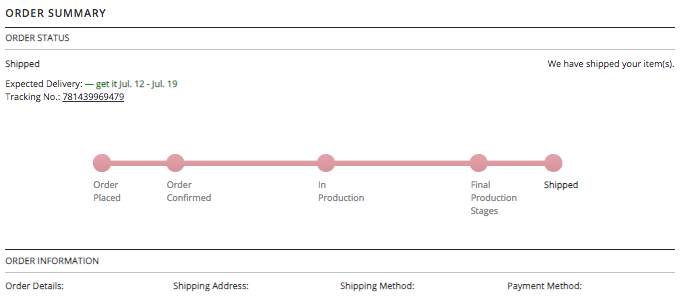 ORDER SUMMARY
ORDER STATUS
Shipped We have shipped your item(s).
Expected Delivery: — get it Jul. 12 - Jul. 19
Tracking No.: 781439969479
Order Placed
Order Confirmed
In Production
Final Production Stages
Shipped
ORDER INFORMATION
Order Details: Shipping Address: Shipping Method: Payment Method: